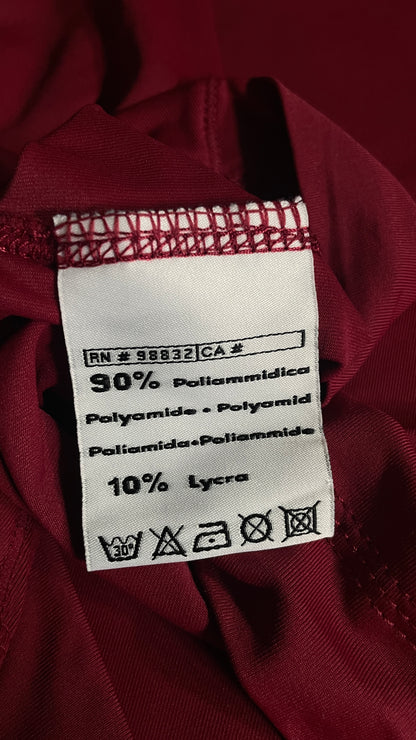 RN # 98832 CA #
90% Poliammidica
Polyamide • Polyamid
Poliamida•Poliammide
10% Lycra
30°